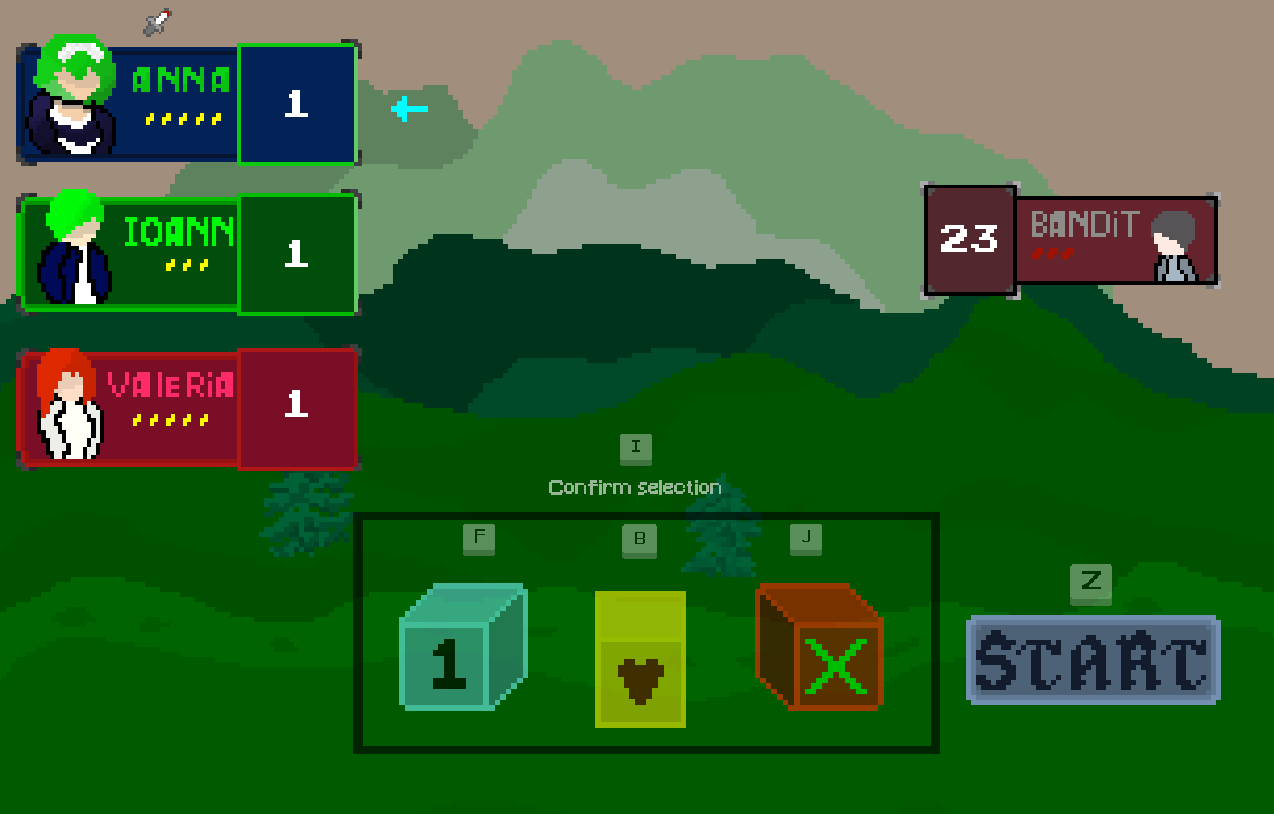 ANNA
1
IOANN
1
BANDiT
23
VAleRiA
1
I
Confirm selection
F
B
J
Z
1
START